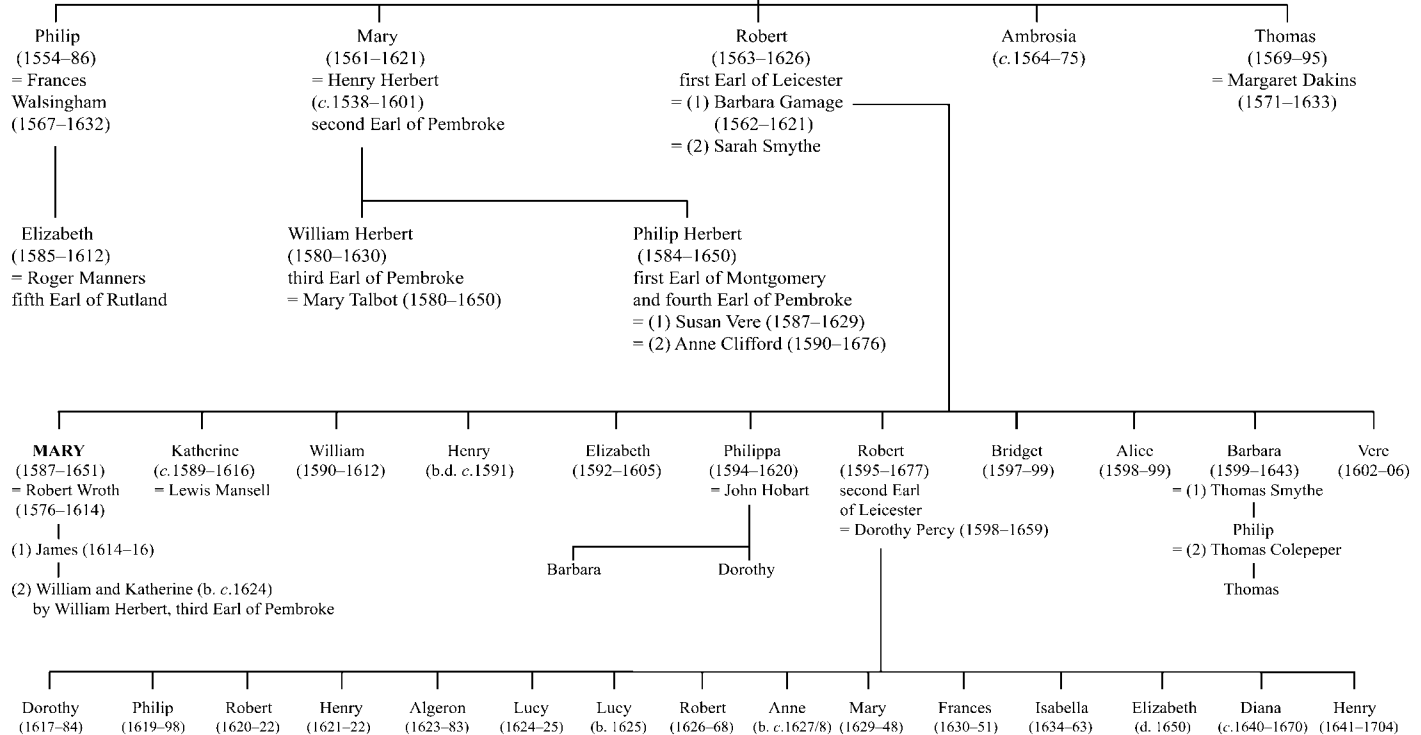 Philip
(1554–86)
= Frances
Walsingham
(1567–1632)
Mary
(1561–1621)
= Henry Herbert
(c.1538–1601)
second Earl of Pembroke
Robert
(1563–1626)
first Earl of Leicester
= (1) Barbara Gamage
(1562–1621)
= (2) Sarah Smythe
Ambrosia
(c.1564–75)
Thomas
(1569–95)
= Margaret Dakins
(1571–1633)
Elizabeth
(1585–1612)
= Roger Manners
fifth Earl of Rutland
William Herbert
(1580–1630)
third Earl of Pembroke
= Mary Talbot (1580–1650)
Philip Herbert
(1584–1650)
first Earl of Montgomery
and fourth Earl of Pembroke
= (1) Susan Vere (1587–1629)
= (2) Anne Clifford (1590–1676)
MARY
(1587–1651)
= Robert Wroth
(1576–1614)
(1) James (1614–16)
(2) William and Katherine (b. c.1624)
by William Herbert, third Earl of Pembroke
Katherine
(c.1589–1616)
= Lewis Mansell
William
(1590–1612)
Henry
(b.d. c.1591)
Elizabeth
(1592–1605)
Philippa
(1594–1620)
= John Hobart
Barbara
Dorothy
Robert
(1595–1677)
second Earl
of Leicester
= Dorothy Percy (1598–1659)
Bridget
(1597–99)
Alice
(1598–99)
Barbara
(1599–1643)
= (1) Thomas Smythe
Philip
= (2) Thomas Colepeper
Thomas
Vere
(1602–06)
Dorothy
(1617–84)
Philip
(1619–98)
Robert
(1620–22)
Henry
(1621–22)
Algeron
(1623–83)
Lucy
(1624–25)
Lucy
(b. 1625)
Robert
(1626–68)
Anne
(b. c.1627/8)
Mary
(1629–48)
Frances
(1630–51)
Isabella
(1634–63)
Elizabeth
(d. 1650)
Diana
(c.1640–1670)
Henry
(1641–1704)